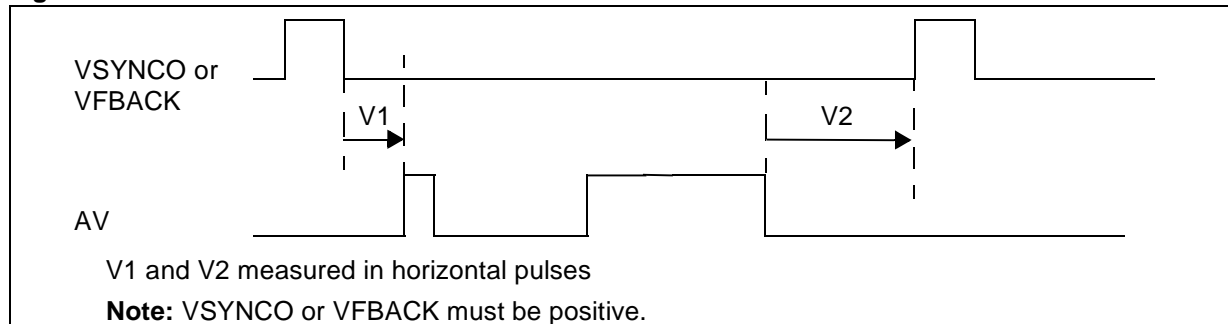 VSYNCO or
VFBACK
V1
V2
AV
V1 and V2 measured in horizontal pulses
Note: VSYNCO or VFBACK must be positive.